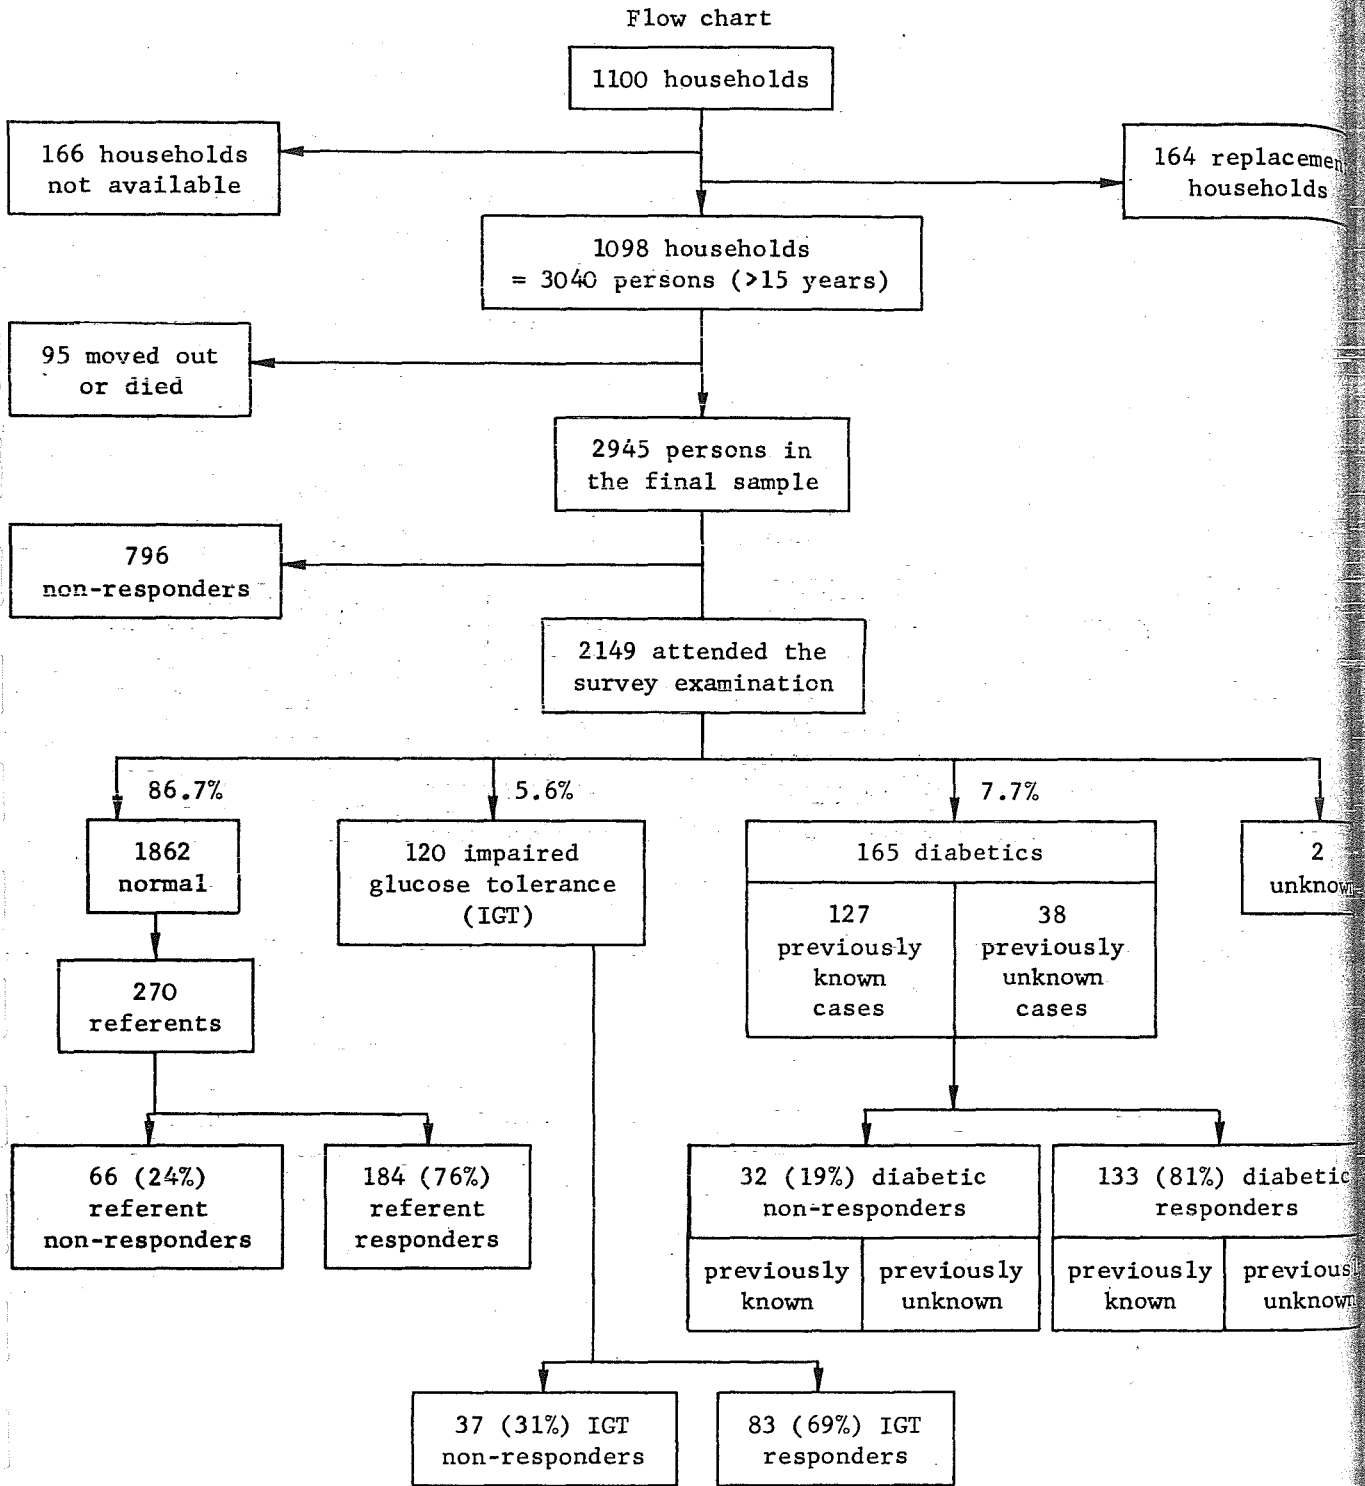 Flow chart
1100 households
166 households
not available
164 replacemen
households
1098 households
= 3040 persons (>15 years)
95 moved out
or died
2945 persons in
the final sample
796
non-responders
2149 attended the
survey examination
86.7%
5.6%
7.7%
1862
normal
120 impaired
glucose tolerance
(IGT)
165 diabetics
127
previously
known
cases
38
previously
unknown
cases
2
unknown
270
referents
66 (24%)
referent
non-responders
184 (76%)
referent
responders
32 (19%) diabetic
non-responders
previously
known
previously
unknown
133 (81%) diabetic
responders
previously
known
previous
unknown
37 (31%) IGT
non-responders
83 (69%) IGT
responders